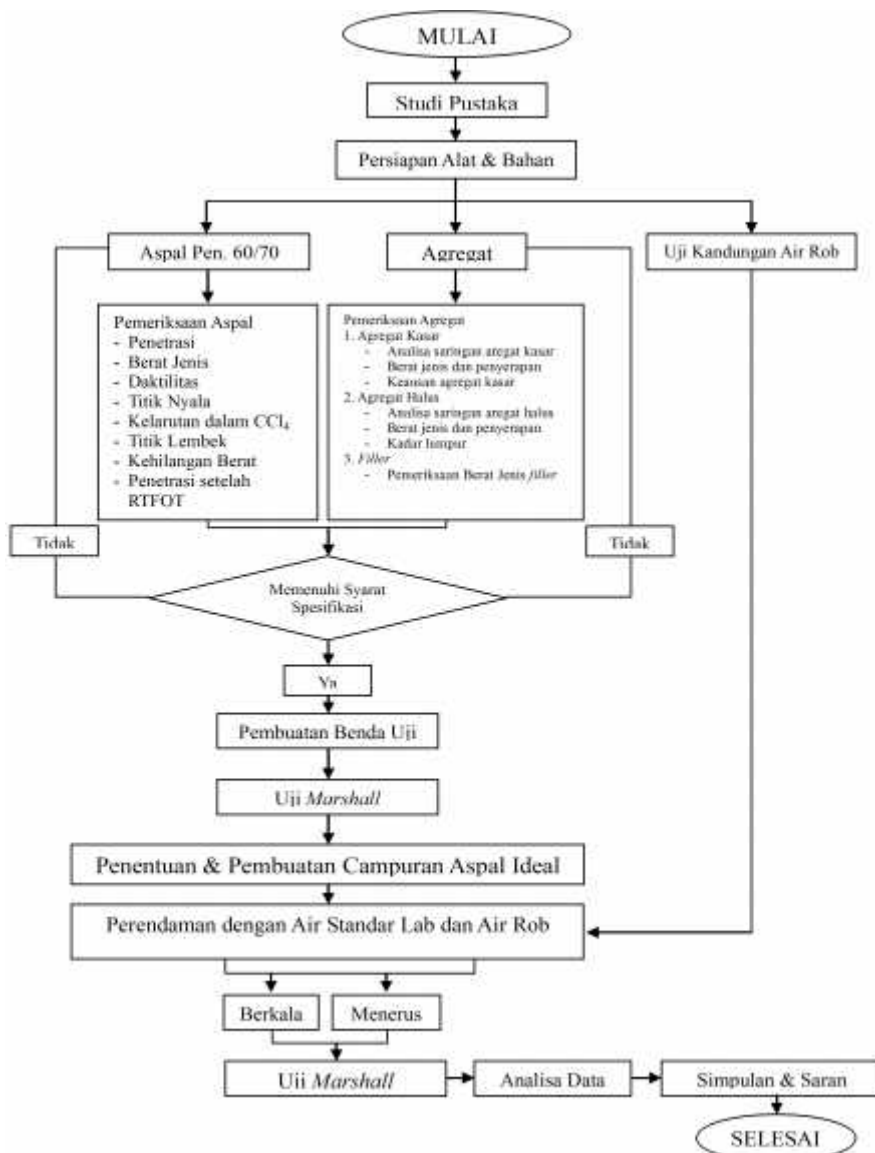 MULAI
Studi Pustaka
Persiapan Alat & Bahan
Aspal Pen. 60/70
Agregat
Uji Kandungan Air Rob
Pemeriksaan Aspal
- Penetrasi
- Berat Jenis
- Daktilitas
- Titik Nyala
- Kelarutan dalam CCl₄
- Titik Lembek
- Kehilangan Berat
- Penetrasi setelah
RTFOT
Pemeriksaan Agregat
1. Agregat Kasar
- Analisa saringan aregat kasar
- Berat jenis dan penyerapan
- Keausan agregat kasar
2. Agregat Halus
- Analisa saringan aregat halus
- Berat jenis dan penyerapan
- Kadar lumpur
3. Filler
- Pemeriksaan Berat Jenis filler
Tidak
Tidak
Memenuhi Syarat
Spesifikasi
Ya
Pembuatan Benda Uji
Uji Marshall
Penentuan & Pembuatan Campuran Aspal Ideal
Perendaman dengan Air Standar Lab dan Air Rob
Berkala
Menerus
Uji Marshall
Analisa Data
Simpulan & Saran
SELESAI